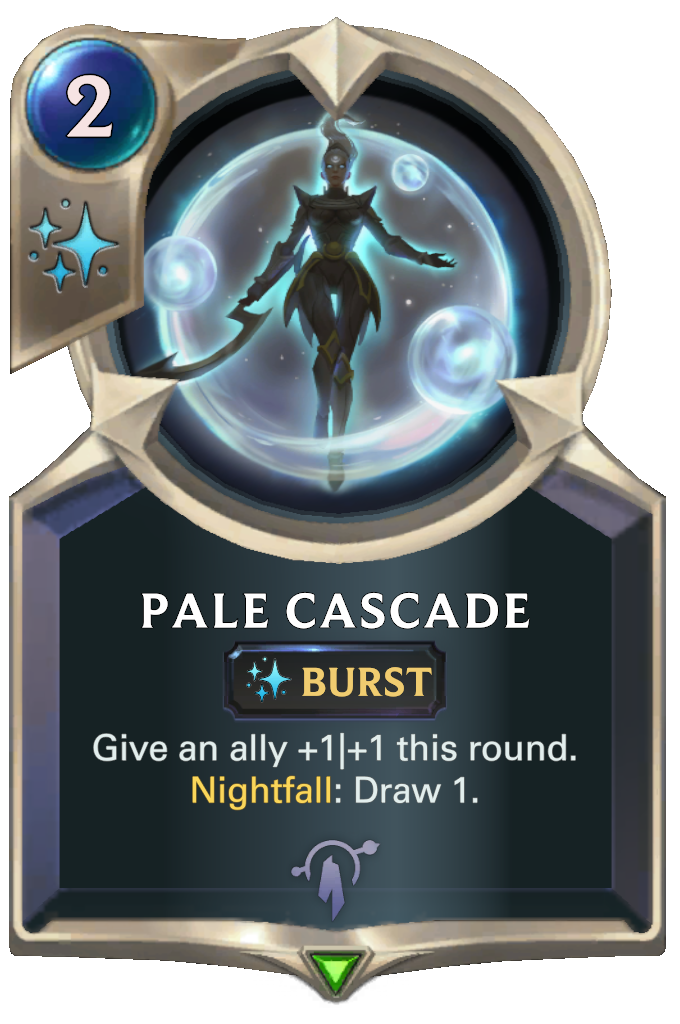 2
PALE CASCADE
BURST
Give an ally +1|+1 this round.
Nightfall: Draw 1.